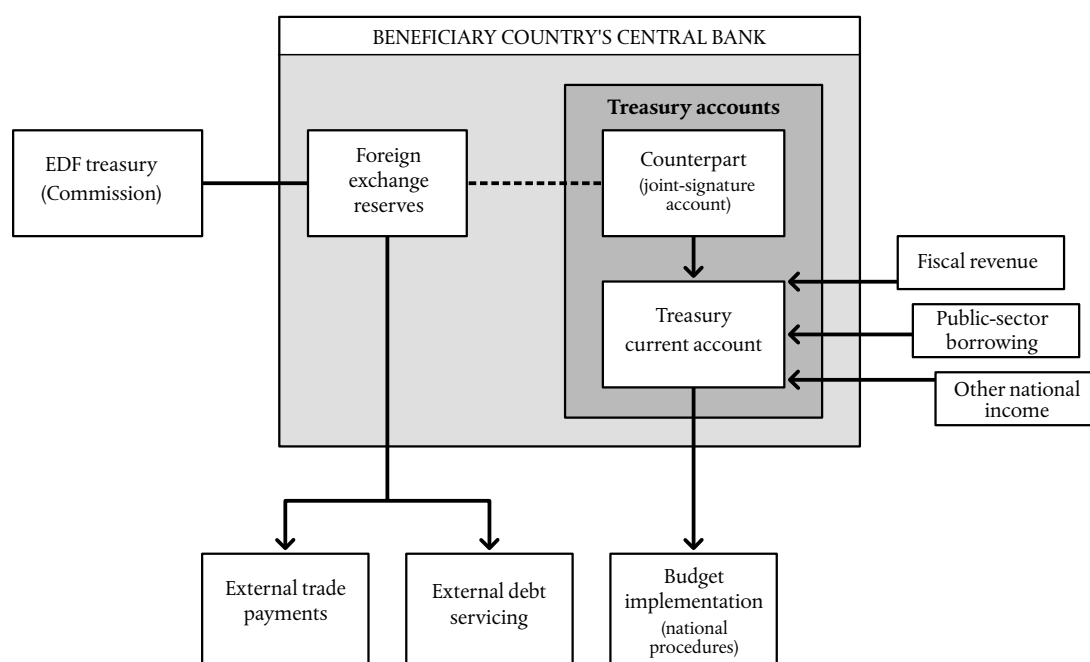 BENEFICIARY COUNTRY'S CENTRAL BANK
Treasury accounts
EDF treasury
(Commission)
Foreign
exchange
reserves
Counterpart
(joint-signature
account)
Fiscal revenue
Treasury
current account
Public-sector
borrowing
Other national
income
External trade
payments
External debt
servicing
Budget
implementation
(national
procedures)